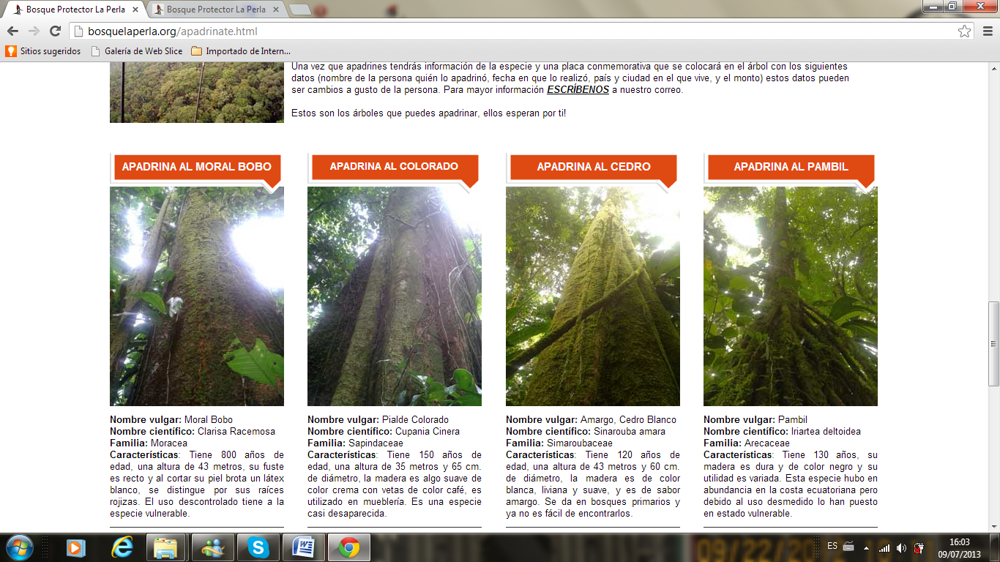 Bosque Protector La Perla
Bosque Protector La Perla
bosquelaperla.org/apadrinate.html
Sitios sugeridos
Galería de Web Slice
Importado de Intern...
Una vez que apadrines tendrás información de la especie y una placa conmemorativa que se colocará en el árbol con los siguientes
datos (nombre de la persona quién lo apadrinó, fecha en que lo realizó, país y ciudad en el que vive, y el monto) estos datos pueden
ser cambios a gusto de la persona. Para mayor información ESCRÍBENOS a nuestro correo.
Estos son los árboles que puedes apadrinar, ellos esperan por ti!
APADRINA AL MORAL BOBO
Nombre vulgar: Moral Bobo
Nombre científico: Clarisa Racemosa
Familia: Moracea
Características: Tiene 800 años de
edad, una altura de 43 metros, su fuste
es recto y al cortar su piel brota un látex
blanco, se distingue por sus raíces
rojizas. El uso descontrolado tiene a la
especie vulnerable.
APADRINA AL COLORADO
Nombre vulgar: Pialde Colorado
Nombre científico: Cupania Cinera
Familia: Sapindaceae
Características: Tiene 150 años de
edad, una altura de 35 metros y 65 cm.
de diámetro, la madera es algo suave de
color crema con vetas de color café, es
utilizado en mueblería. Es una especie
casi desaparecida.
APADRINA AL CEDRO
Nombre vulgar: Amargo, Cedro Blanco
Nombre científico: Sinarouba amara
Familia: Simaroubaceae
Características: Tiene 120 años de
edad, una altura de 43 metros y 60 cm.
de diámetro, la madera es de color
blanca, liviana y suave, y es de sabor
amargo. Se da en bosques primarios y
ya no es fácil de encontrarlos.
APADRINA AL PAMBIL
Nombre vulgar: Pambil
Nombre científico: Iriartea deltoidea
Familia: Arecaceae
Características: Tiene 130 años, su
madera es dura y de color negro y su
utilidad es variada. Esta especie hubo en
abundancia en la costa ecuatoriana pero
debido al uso desmedido lo han puesto
en estado vulnerable.
ES
16:03
09/07/2013